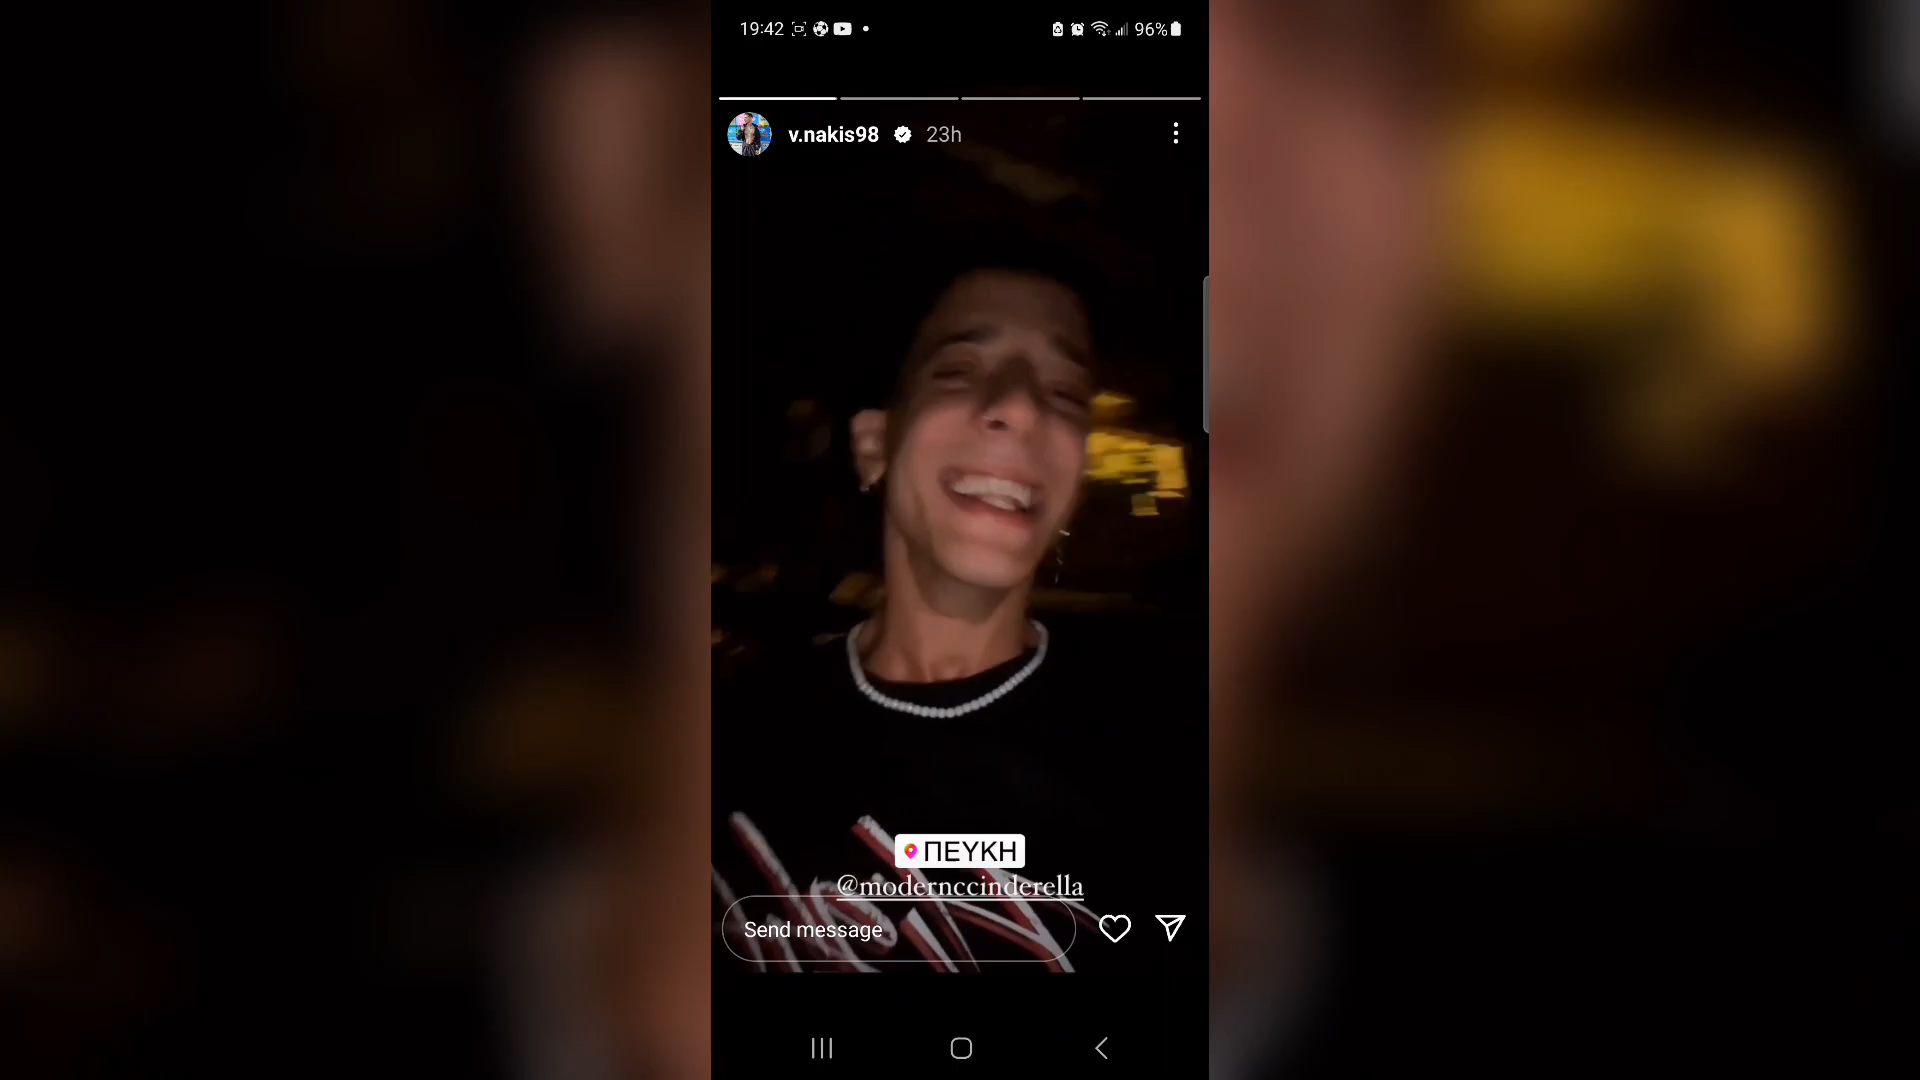 19:42
96%
v.nakis98 23h
ΠΕΥΚΗ
@modernccinderella
Send message